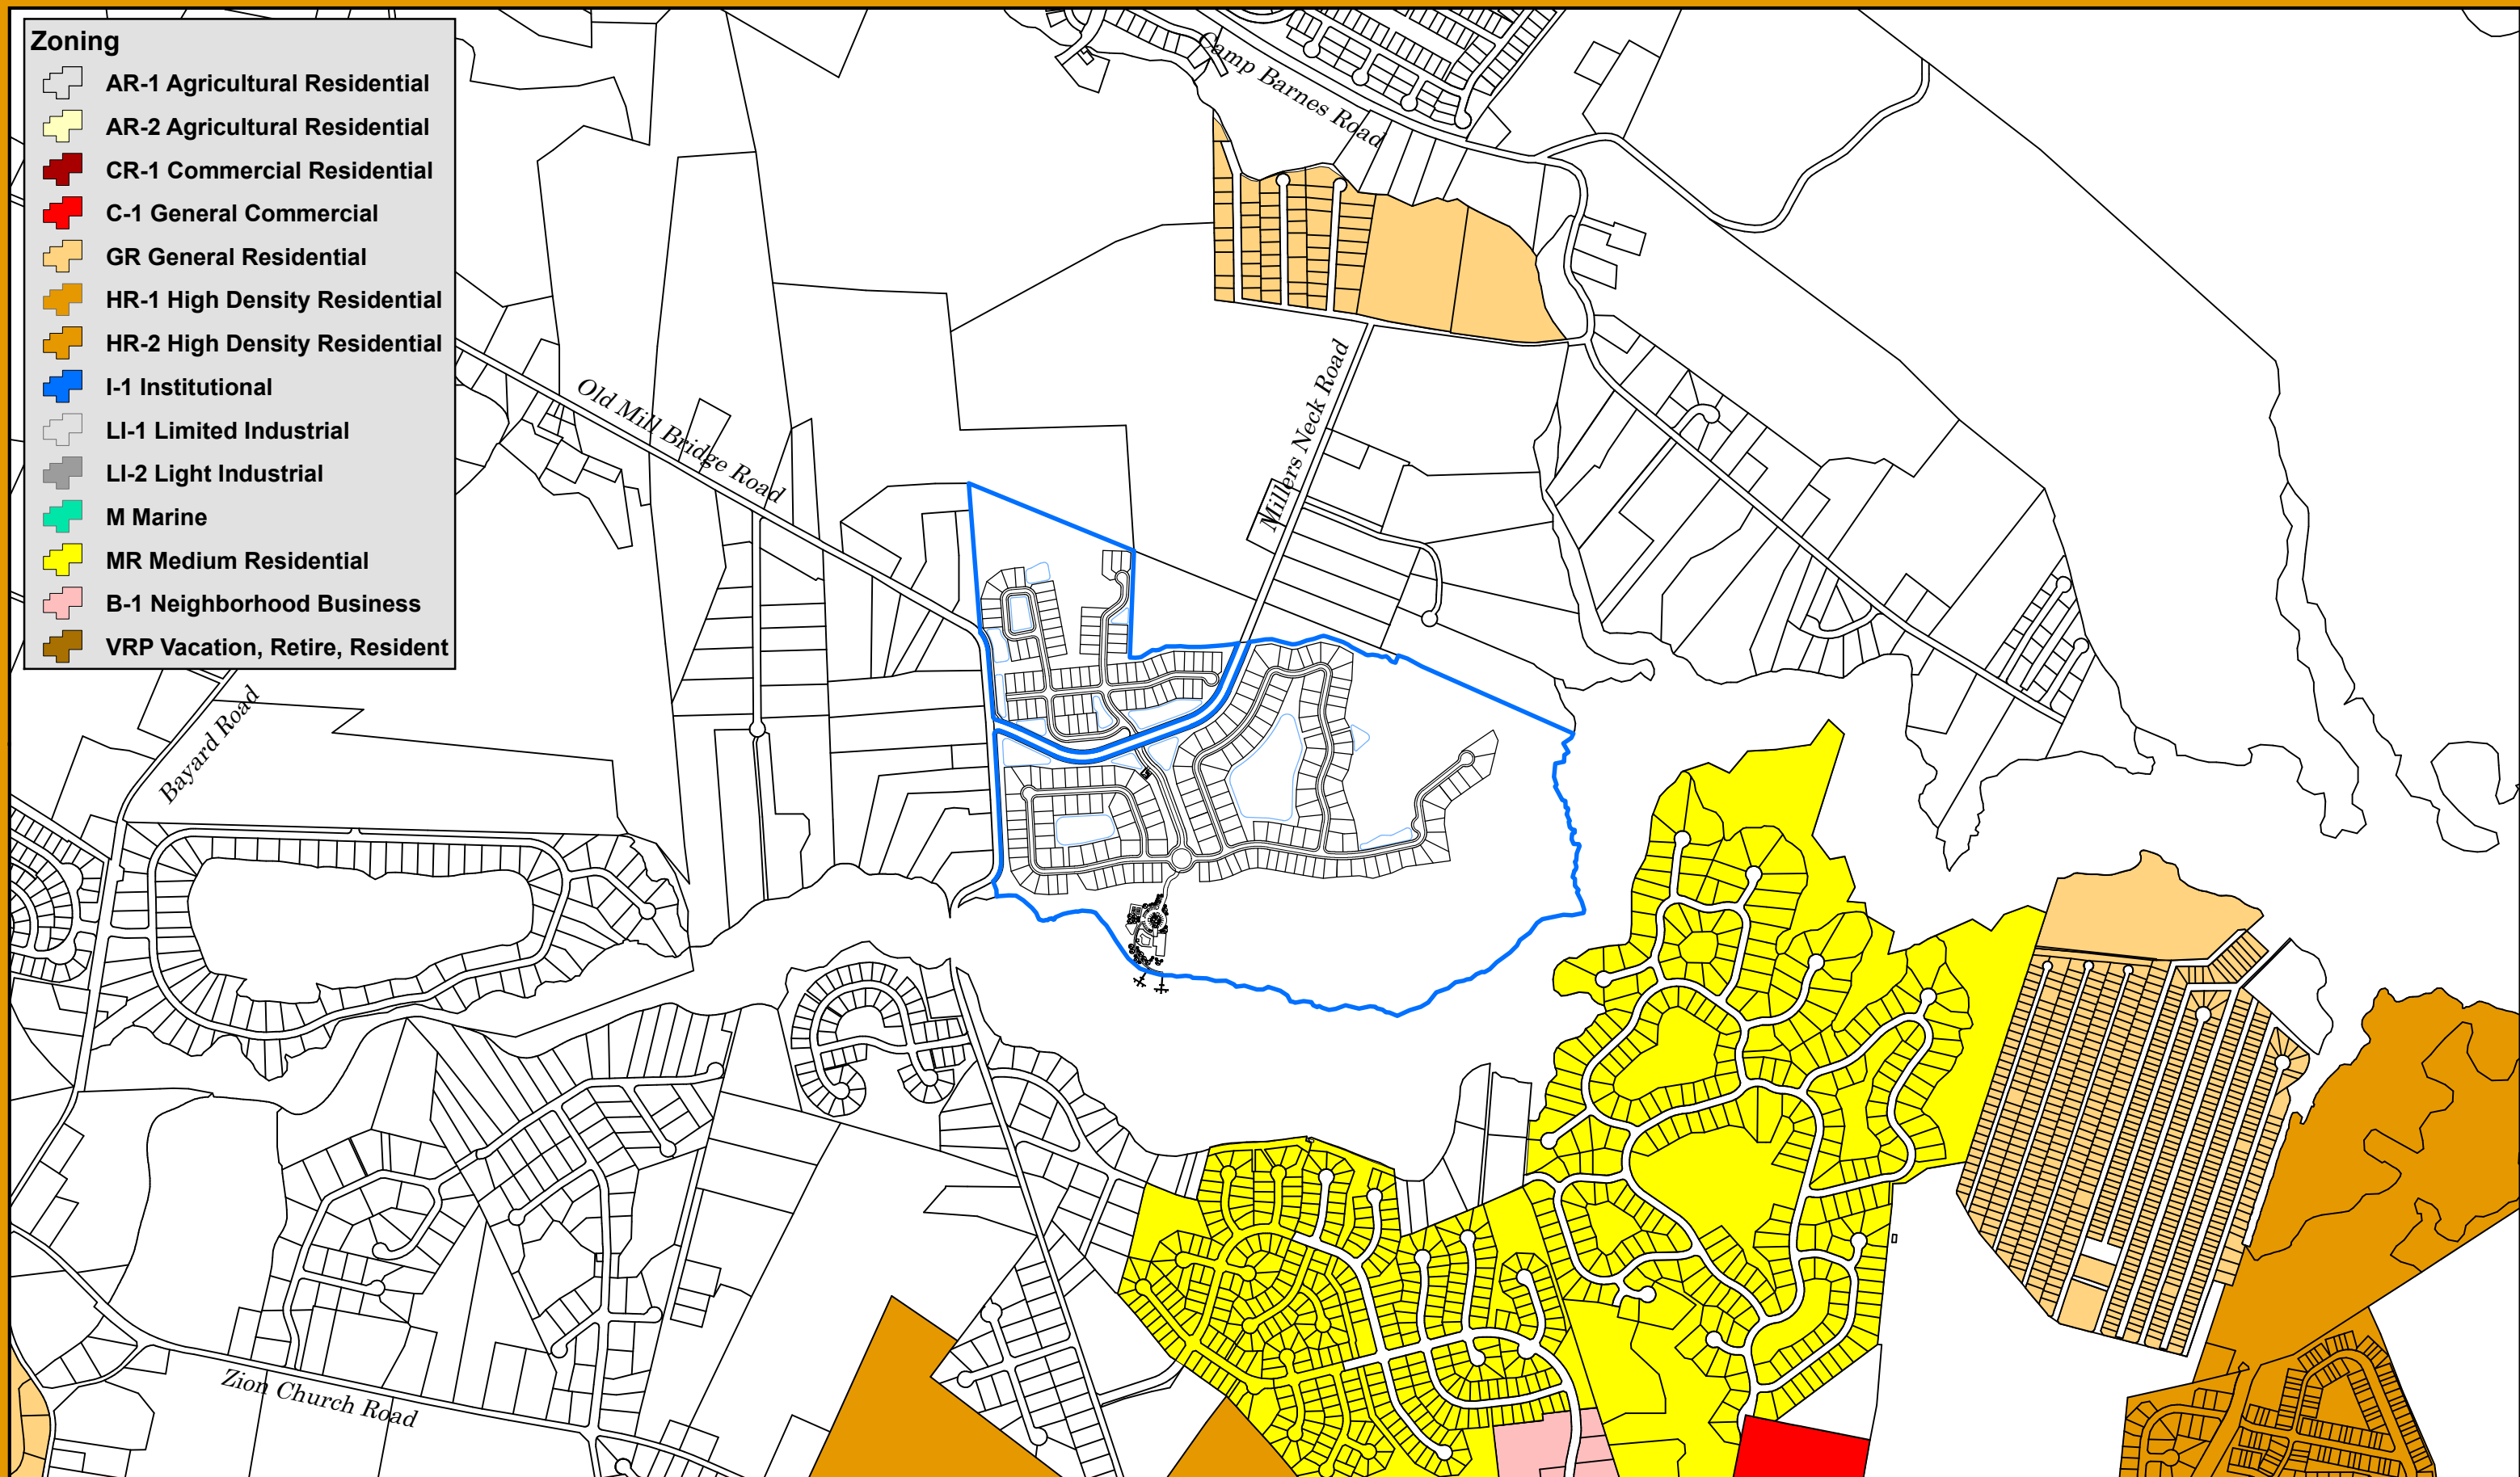 Zoning
AR-1 Agricultural Residential
AR-2 Agricultural Residential
CR-1 Commercial Residential
C-1 General Commercial
GR General Residential
HR-1 High Density Residential
HR-2 High Density Residential
I-1 Institutional
LI-1 Limited Industrial
LI-2 Light Industrial
M Marine
MR Medium Residential
B-1 Neighborhood Business
VRP Vacation, Retire, Resident
Camp Barnes Road
Old Mill Bridge Road
Millers Neck Road
Bayard Road
Zion Church Road